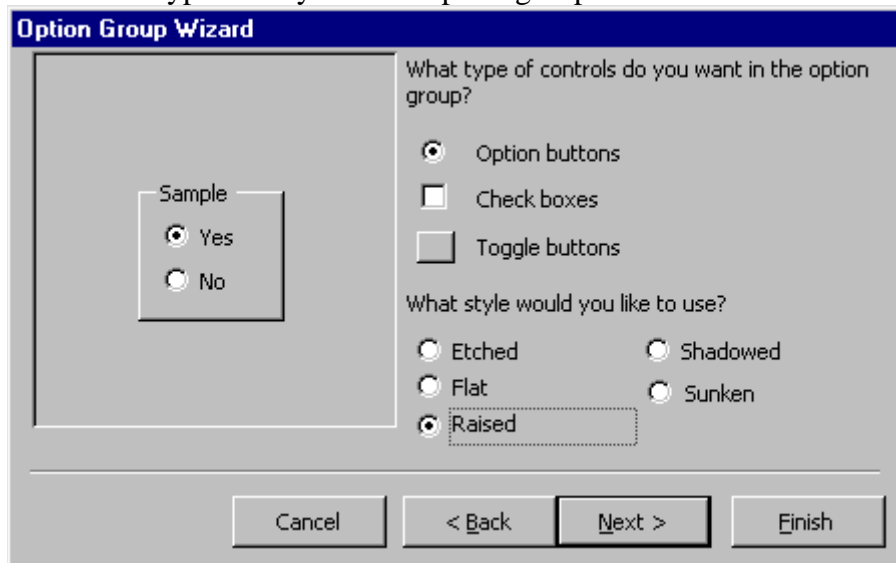 Option Group Wizard
What type of controls do you want in the option
group?
Option buttons
Check boxes
Toggle buttons
Sample
Yes
No
What style would you like to use?
Etched
Shadowed
Flat
Sunken
Raised
Cancel
< Back
Next >
Finish